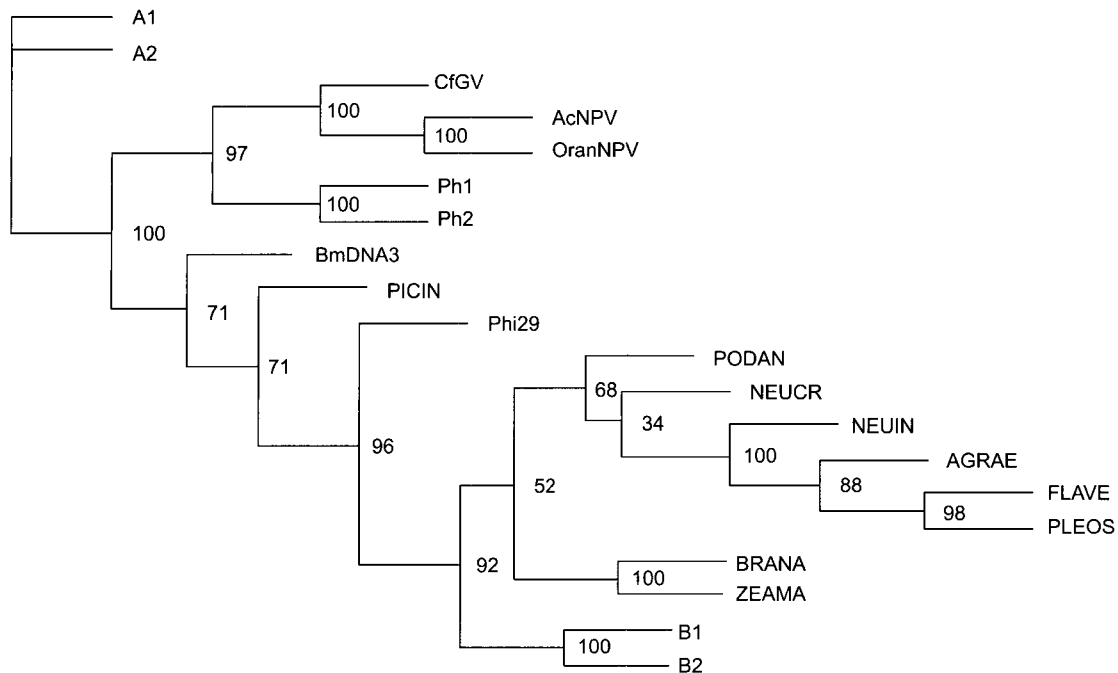 A1
A2
CfGV
100
AcNPV
100
OranNPV
97
Ph1
100
Ph2
100
BmDNA3
71
PICIN
71
Phi29
96
PODAN
68
NEUCR
34
NEUIN
100
AGRAE
88
FLAVE
98
PLEOS
52
92
BRANA
100
ZEAMA
B1
100
B2